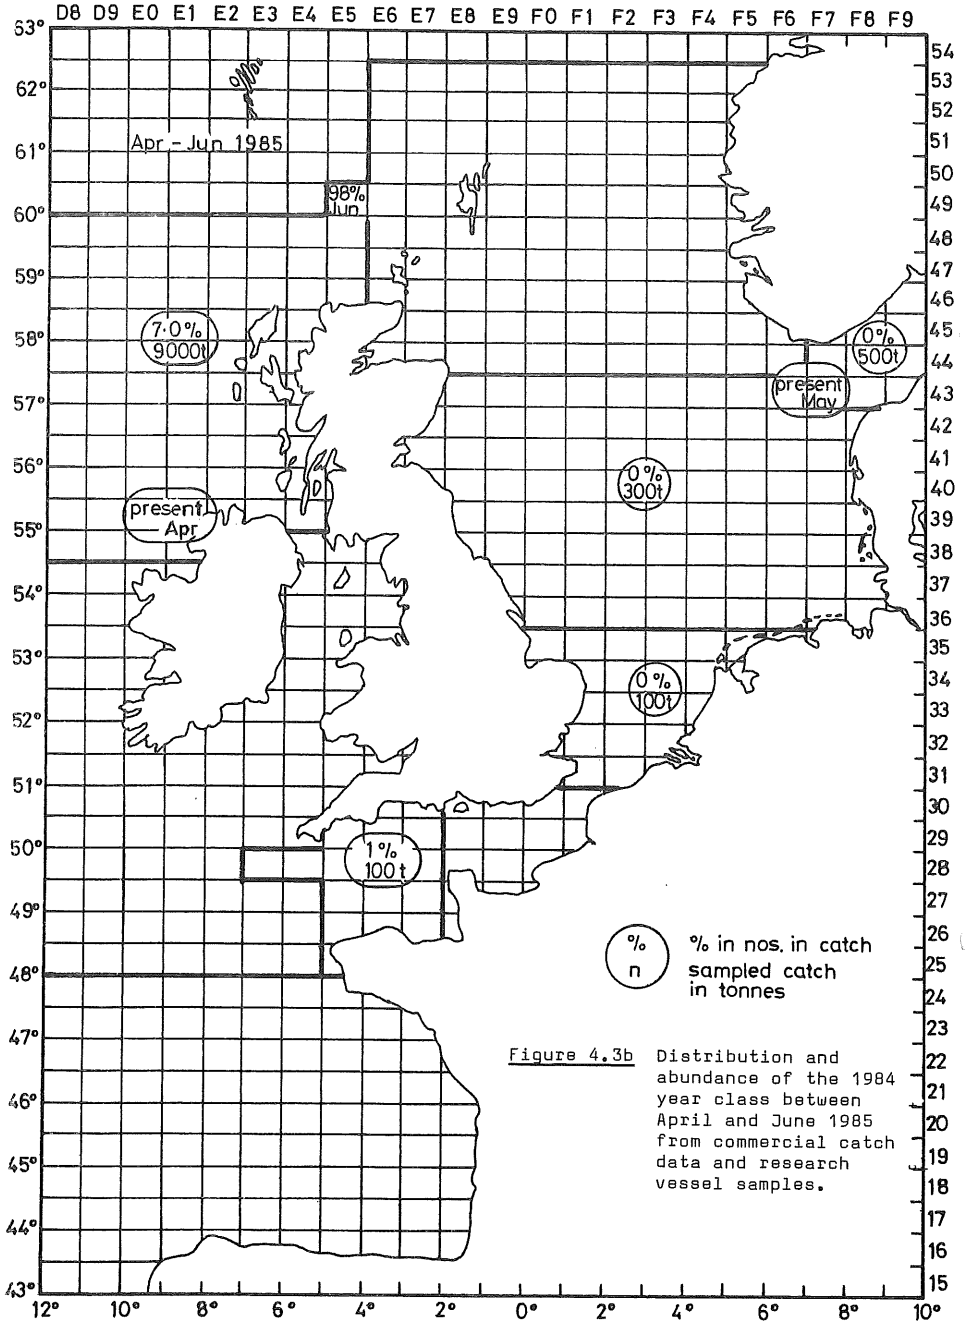 D8 D9 E0 E1 E2 E3 E4 E5 E6 E7 E8 E9 F0 F1 F2 F3 F4 F5 F6 F7 F8 F9
63°
62°
61°
60°
59°
58°
57°
56°
55°
54°
53°
52°
51°
50°
49°
48°
47°
46°
45°
44°
43°
54
53
52
51
50
49
48
47
46
45
44
43
42
41
40
39
38
37
36
35
34
33
32
31
30
29
28
27
26
25
24
23
22
21
20
19
18
17
16
15
Apr - Jun 1985
98%
Jun
7·0%
9000t
0%
500t
present
May
0%
300t
present
Apr
0%
100t
1%
100t
%
n
% in nos. in catch
sampled catch
in tonnes
Figure 4.3b Distribution and
abundance of the 1984
year class between
April and June 1985
from commercial catch
data and research
vessel samples.
12° 10° 8° 6° 4° 2° 0° 2° 4° 6° 8° 10°